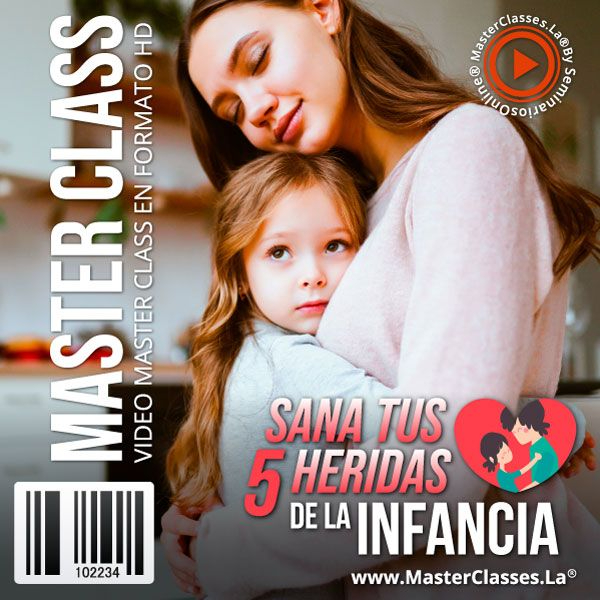 MASTER CLASS
VIDEO MASTER CLASS EN FORMATO HD
MasterClasses.La® By SeminariosOnline®
SANA TUS
5 HERIDAS
DE LA INFANCIA
102234
www.MasterClasses.La®